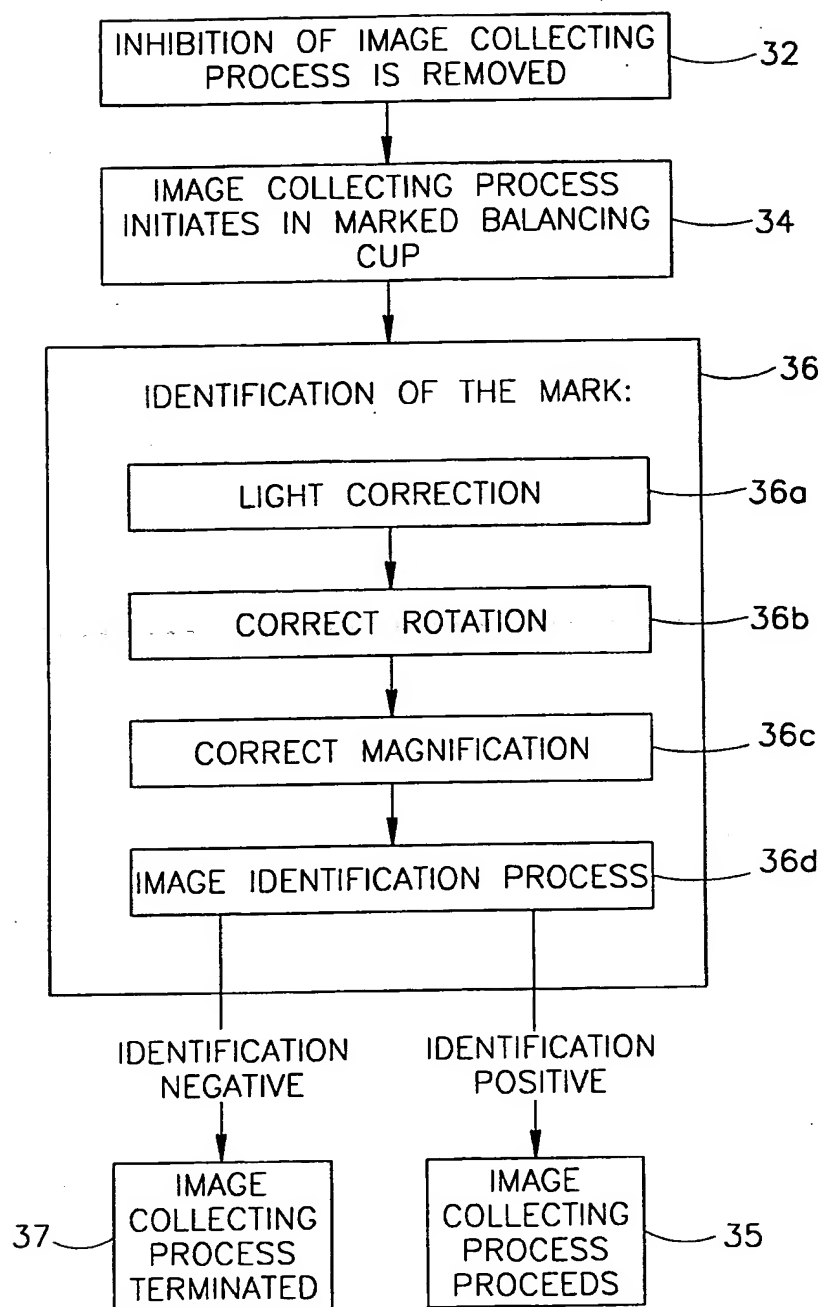 INHIBITION OF IMAGE COLLECTING
PROCESS IS REMOVED
32
IMAGE COLLECTING PROCESS
INITIATES IN MARKED BALANCING
CUP
34
36
IDENTIFICATION OF THE MARK:
LIGHT CORRECTION
36a
CORRECT ROTATION
36b
CORRECT MAGNIFICATION
36c
IMAGE IDENTIFICATION PROCESS
36d
IDENTIFICATION
NEGATIVE
IDENTIFICATION
POSITIVE
37
IMAGE
COLLECTING
PROCESS
TERMINATED
IMAGE
COLLECTING
PROCESS
PROCEEDS
35